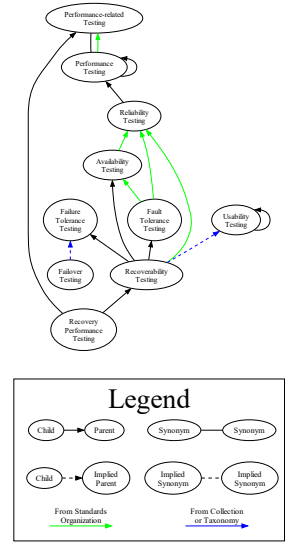 Performance-related
Testing
Performance
Testing
Reliability
Testing
Availability
Testing
Failure
Tolerance
Testing
Fault
Tolerance
Testing
Usability
Testing
Failover
Testing
Recoverability
Testing
Recovery
Performance
Testing
Legend
Child
Parent
Synonym
Synonym
Child
Implied
Parent
Implied
Synonym
Implied
Synonym
From Standards
Organization
From Collection
or Taxonomy